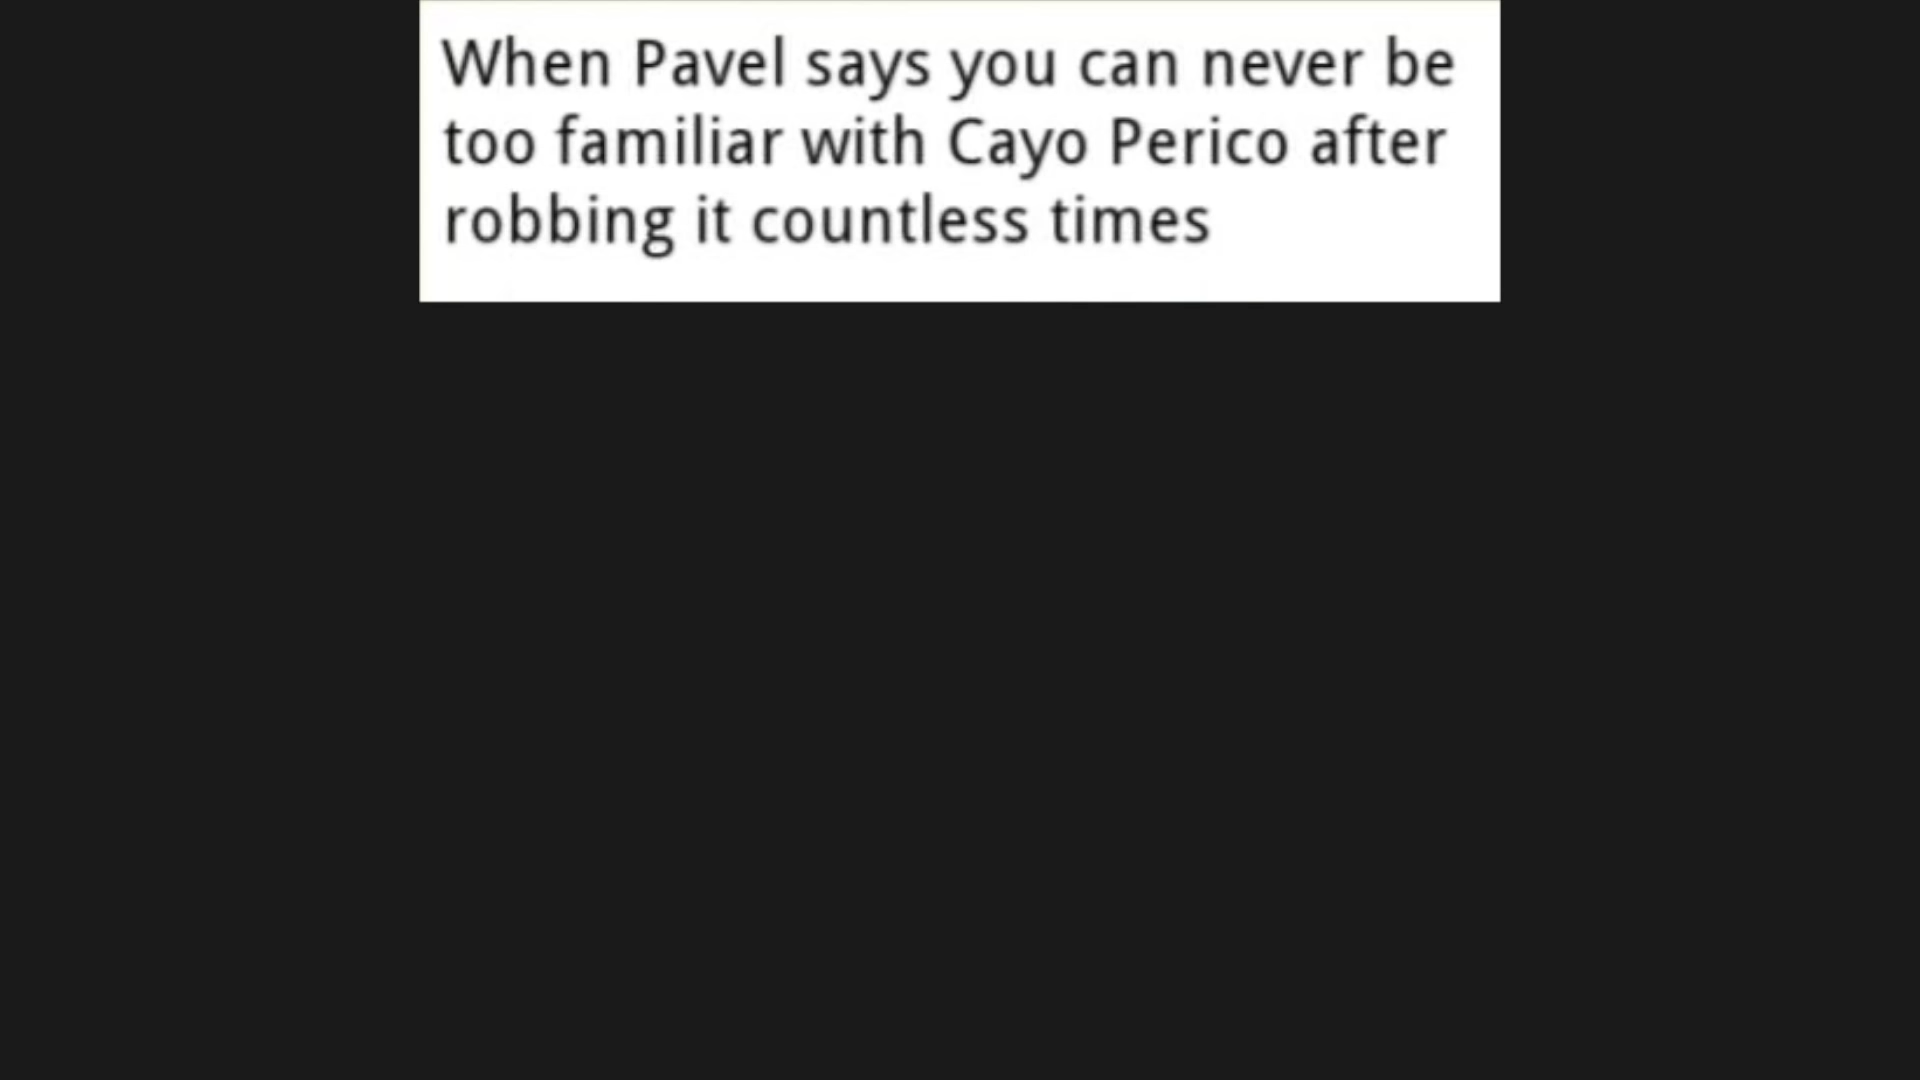 When Pavel says you can never be
too familiar with Cayo Perico after
robbing it countless times